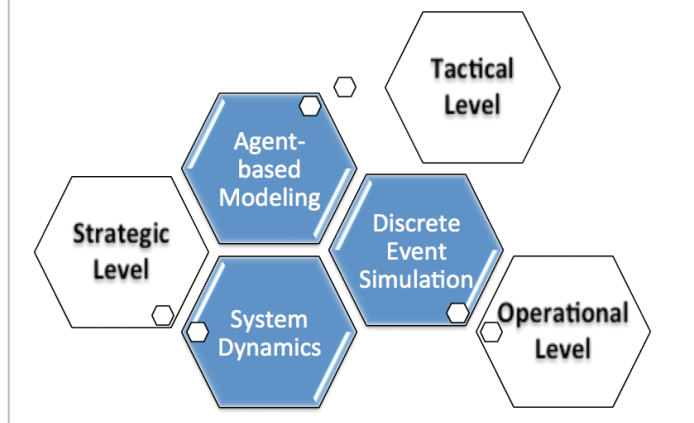 Tactical
Level
Agent-
based
Modeling
Discrete
Event
Simulation
Strategic
Level
System
Dynamics
Operational
Level